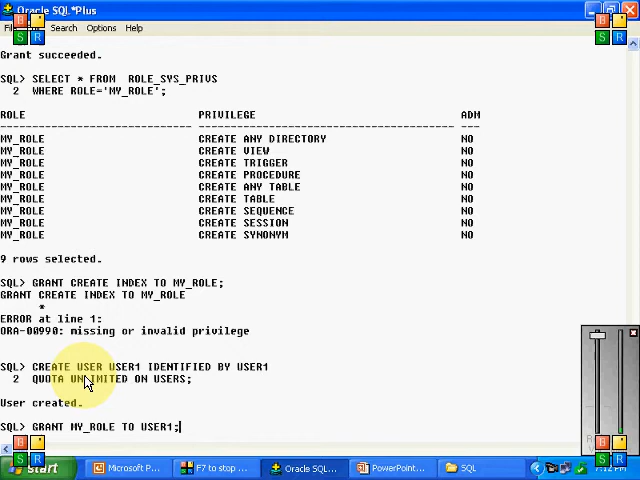 Oracle SQL *Plus
Search Options Help
Grant succeeded.
SQL> SELECT * FROM ROLE_SYS_PRIVS
2 WHERE ROLE='MY_ROLE';
ROLE PRIVILEGE ADM
------------------------------ ---------------------------------------- ---
MY_ROLE CREATE ANY DIRECTORY NO
MY_ROLE CREATE VIEW NO
MY_ROLE CREATE TRIGGER NO
MY_ROLE CREATE PROCEDURE NO
MY_ROLE CREATE ANY TABLE NO
MY_ROLE CREATE TABLE NO
MY_ROLE CREATE SEQUENCE NO
MY_ROLE CREATE SESSION NO
MY_ROLE CREATE SYNONYM NO
9 rows selected.
SQL> GRANT CREATE INDEX TO MY_ROLE;
GRANT CREATE INDEX TO MY_ROLE
*
ERROR at line 1:
ORA-00990: missing or invalid privilege
SQL> CREATE USER USER1 IDENTIFIED BY USER1
2 QUOTA UNLIMITED ON USERS;
User created.
SQL> GRANT MY_ROLE TO USER1;
start Microsoft P... F7 to stop ... Oracle SQL... PowerPoint... SQL 7:12 PM
B
S R
B
S R
B
S R
B
S R